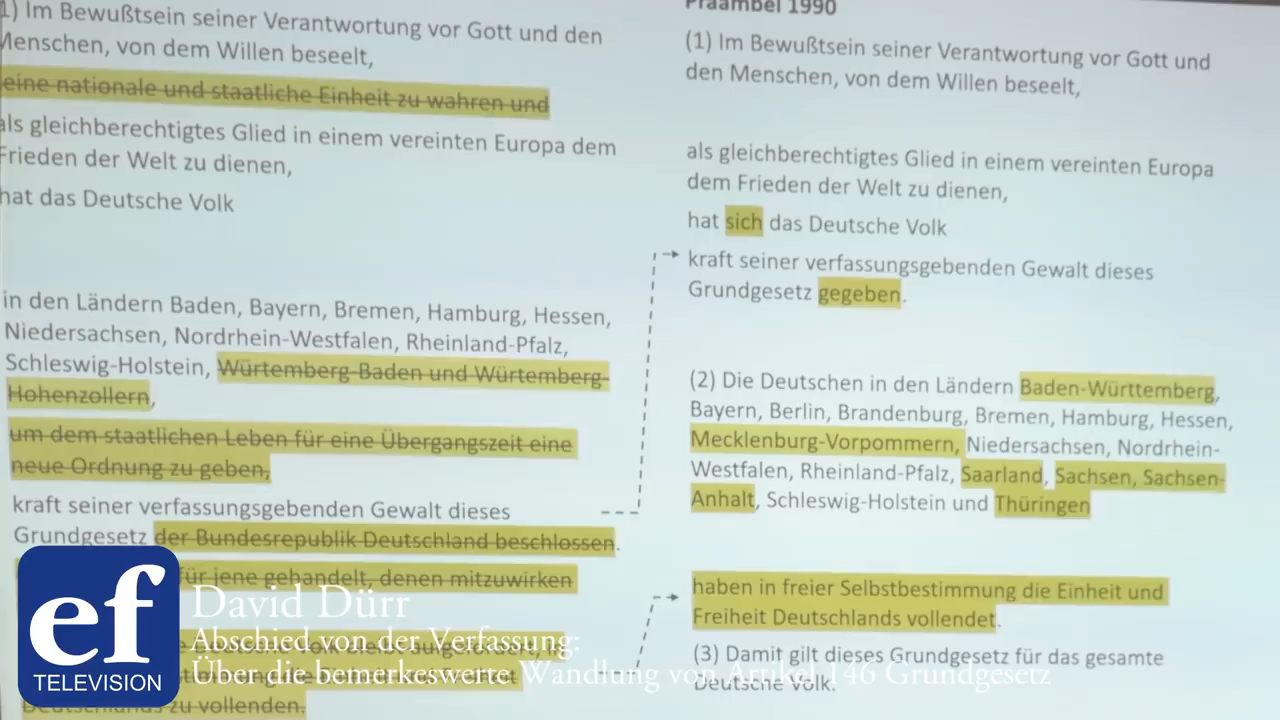 1) Im Bewußtsein seiner Verantwortung vor Gott und den
Menschen, von dem Willen beseelt,
eine nationale und staatliche Einheit zu wahren und
als gleichberechtigtes Glied in einem vereinten Europa dem
Frieden der Welt zu dienen,
hat das Deutsche Volk
in den Ländern Baden, Bayern, Bremen, Hamburg, Hessen,
Niedersachsen, Nordrhein-Westfalen, Rheinland-Pfalz,
Schleswig-Holstein, Würtemberg-Baden und Würtemberg-
Hohenzollern,
um dem staatlichen Leben für eine Übergangszeit eine
neue Ordnung zu geben,
kraft seiner verfassungsgebenden Gewalt dieses
Grundgesetz der Bundesrepublik Deutschland beschlossen.
für jene gehandelt, denen mitzuwirken
zu vollenden.
Präambel 1990
(1) Im Bewußtsein seiner Verantwortung vor Gott und
den Menschen, von dem Willen beseelt,
als gleichberechtigtes Glied in einem vereinten Europa
dem Frieden der Welt zu dienen,
hat sich das Deutsche Volk
kraft seiner verfassungsgebenden Gewalt dieses
Grundgesetz gegeben.
(2) Die Deutschen in den Ländern Baden-Württemberg,
Bayern, Berlin, Brandenburg, Bremen, Hamburg, Hessen,
Mecklenburg-Vorpommern, Niedersachsen, Nordrhein-
Westfalen, Rheinland-Pfalz, Saarland, Sachsen, Sachsen-
Anhalt, Schleswig-Holstein und Thüringen
haben in freier Selbstbestimmung die Einheit und
Freiheit Deutschlands vollendet.
(3) Damit gilt dieses Grundgesetz für das gesamte
Deutsche Volk.
ef
TELEVISION
David Dürr
Abschied von der Verfassung:
Über die bemerkeswerte Wandlung von Artikel 146 Grundgesetz